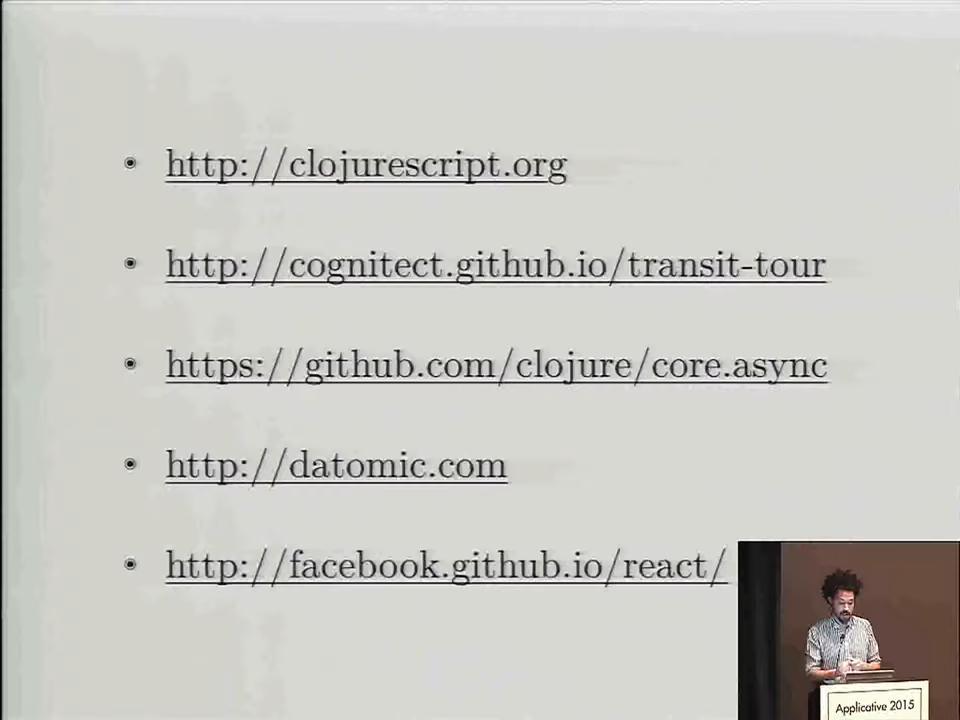 http://clojurescript.org
http://cognitect.github.io/transit-tour
https://github.com/clojure/core.async
http://datomic.com
http://facebook.github.io/react/
Applicative 2015